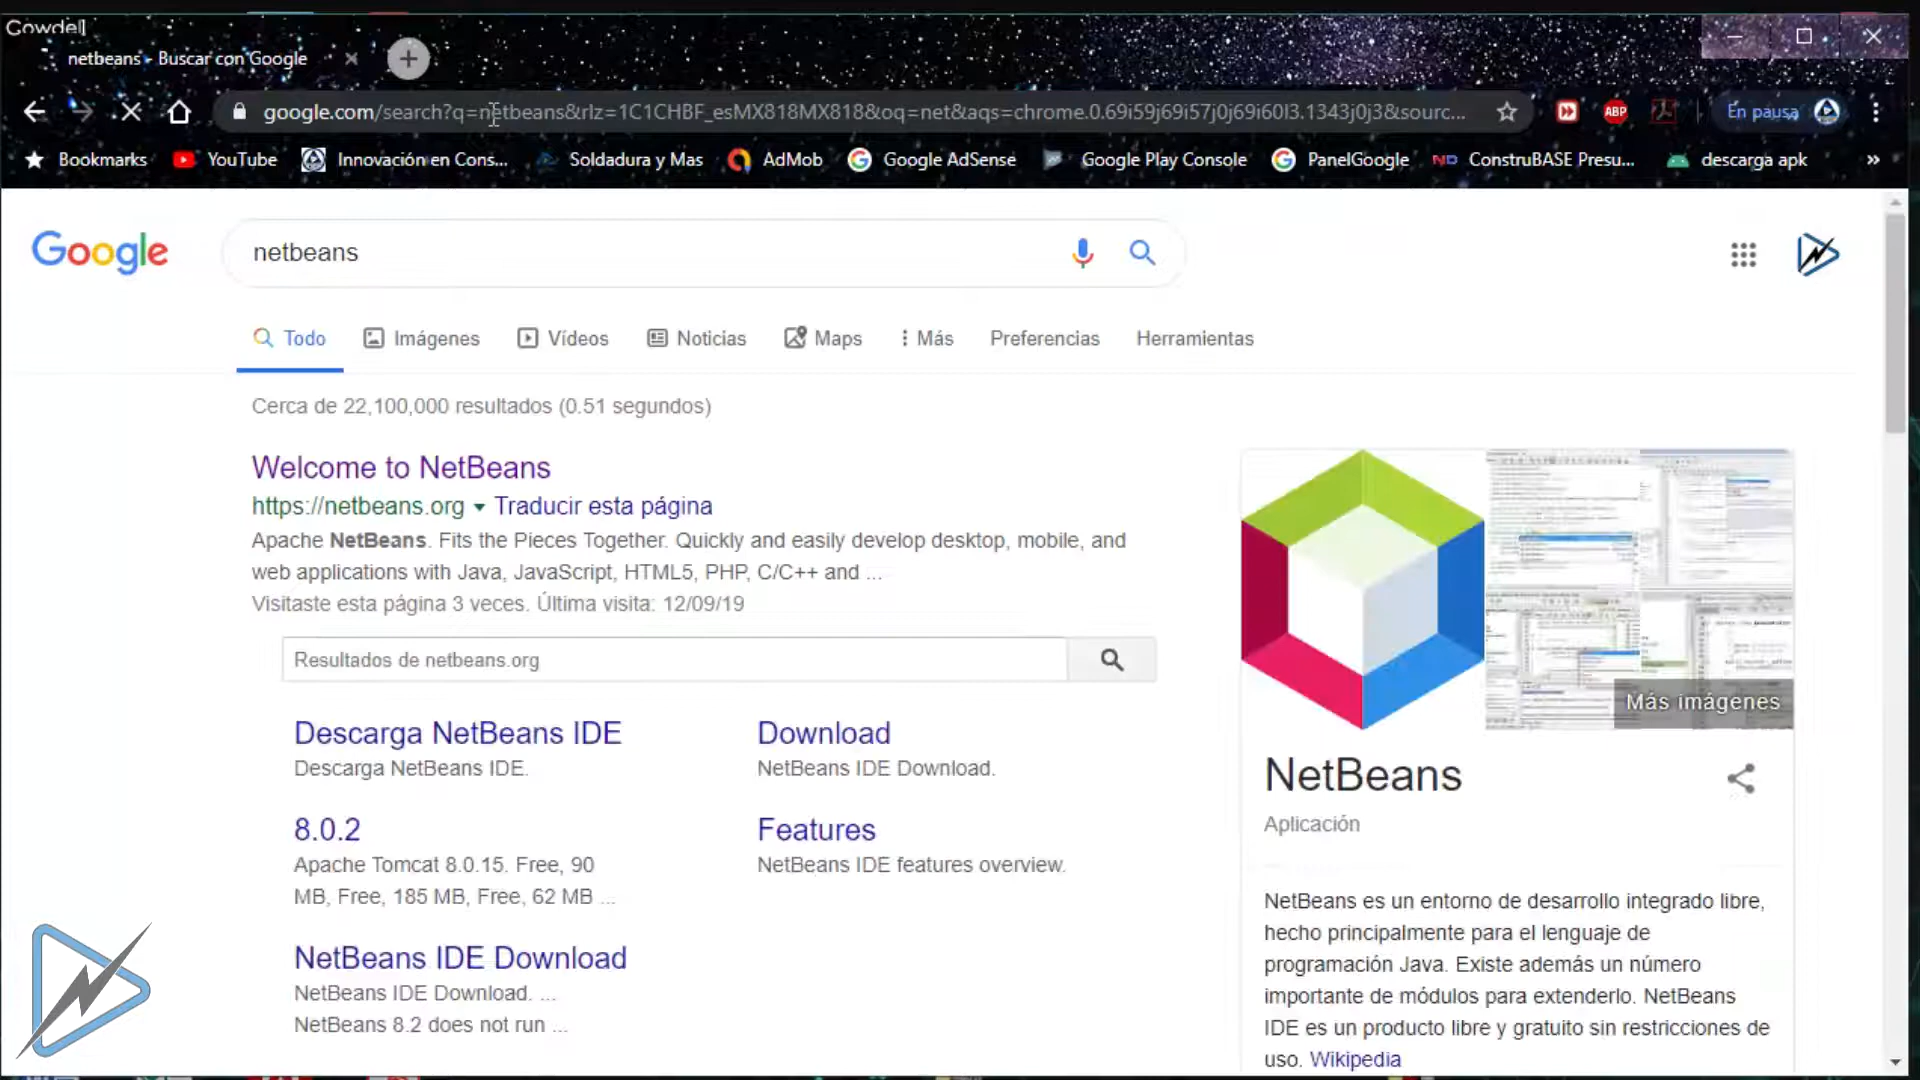 Gowdell
netbeans - Buscar con Google
google.com/search?q=netbeans&rlz=1C1CHBF_esMX818MX818&oq=net&aqs=chrome.0.69i59j69i57j0j69i60l3.1343j0j3&sourc...
ABP
En pausa
Bookmarks
YouTube
Innovación en Cons...
Soldadura y Mas
AdMob
Google AdSense
Google Play Console
PanelGoogle
ConstruBASE Presu...
descarga apk
»
Google
netbeans
Todo
Imágenes
Vídeos
Noticias
Maps
Más
Preferencias
Herramientas
Cerca de 22,100,000 resultados (0.51 segundos)
Welcome to NetBeans
https://netbeans.org Traducir esta página
Apache NetBeans. Fits the Pieces Together. Quickly and easily develop desktop, mobile, and
web applications with Java, JavaScript, HTML5, PHP, C/C++ and ...
Visitaste esta página 3 veces. Última visita: 12/09/19
Resultados de netbeans.org
Descarga NetBeans IDE
Descarga NetBeans IDE.
Download
NetBeans IDE Download.
8.0.2
Apache Tomcat 8.0.15. Free, 90
MB, Free, 185 MB, Free, 62 MB ...
Features
NetBeans IDE features overview.
NetBeans IDE Download
NetBeans IDE Download. ...
NetBeans 8.2 does not run ...
Más imágenes
NetBeans
Aplicación
NetBeans es un entorno de desarrollo integrado libre,
hecho principalmente para el lenguaje de
programación Java. Existe además un número
importante de módulos para extenderlo. NetBeans
IDE es un producto libre y gratuito sin restricciones de
uso. Wikipedia